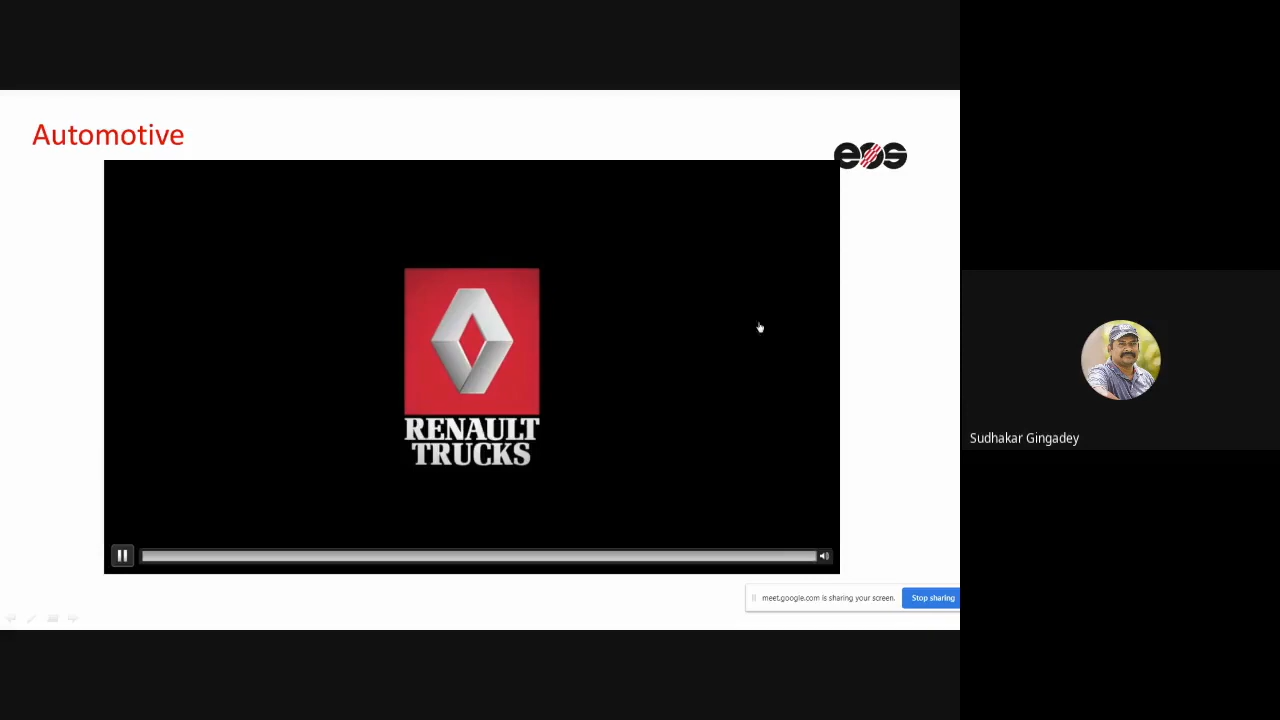 Automotive
eos
RENAULT
TRUCKS
Sudhakar Gingadey
meet.google.com is sharing your screen.
Stop sharing